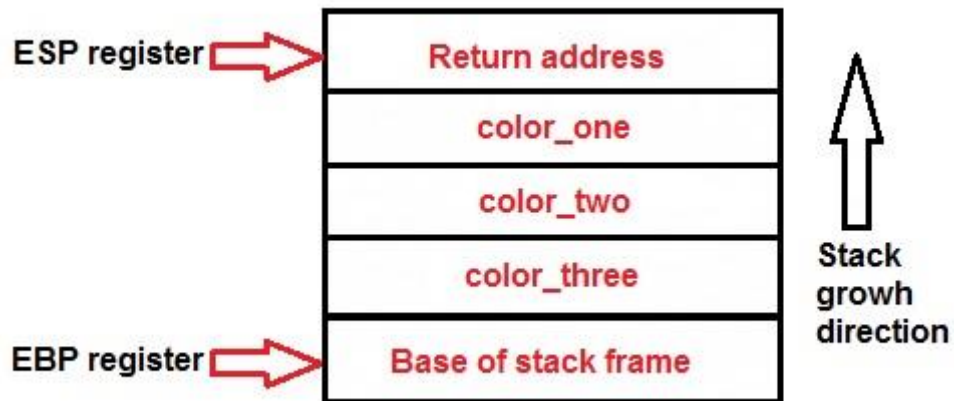 ESP register
Return address
color_one
color_two
color_three
Stack
growh
direction
EBP register
Base of stack frame